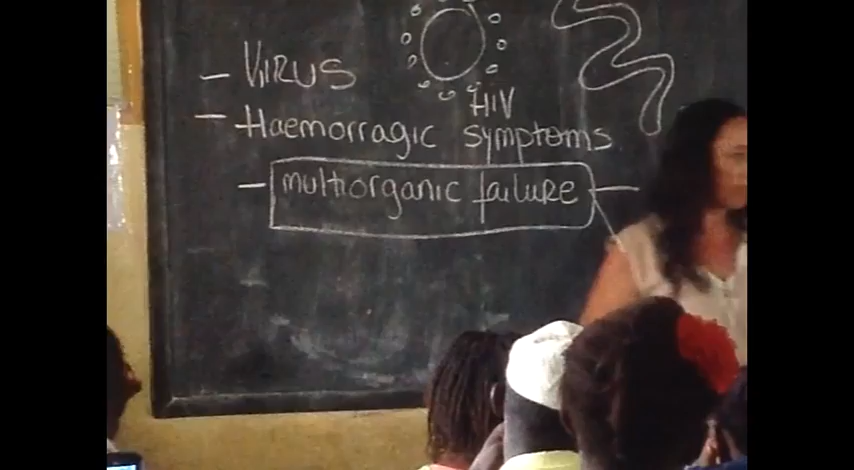 - VIRUS
HIV
- Haemorragic symptoms
- multiorganic failure